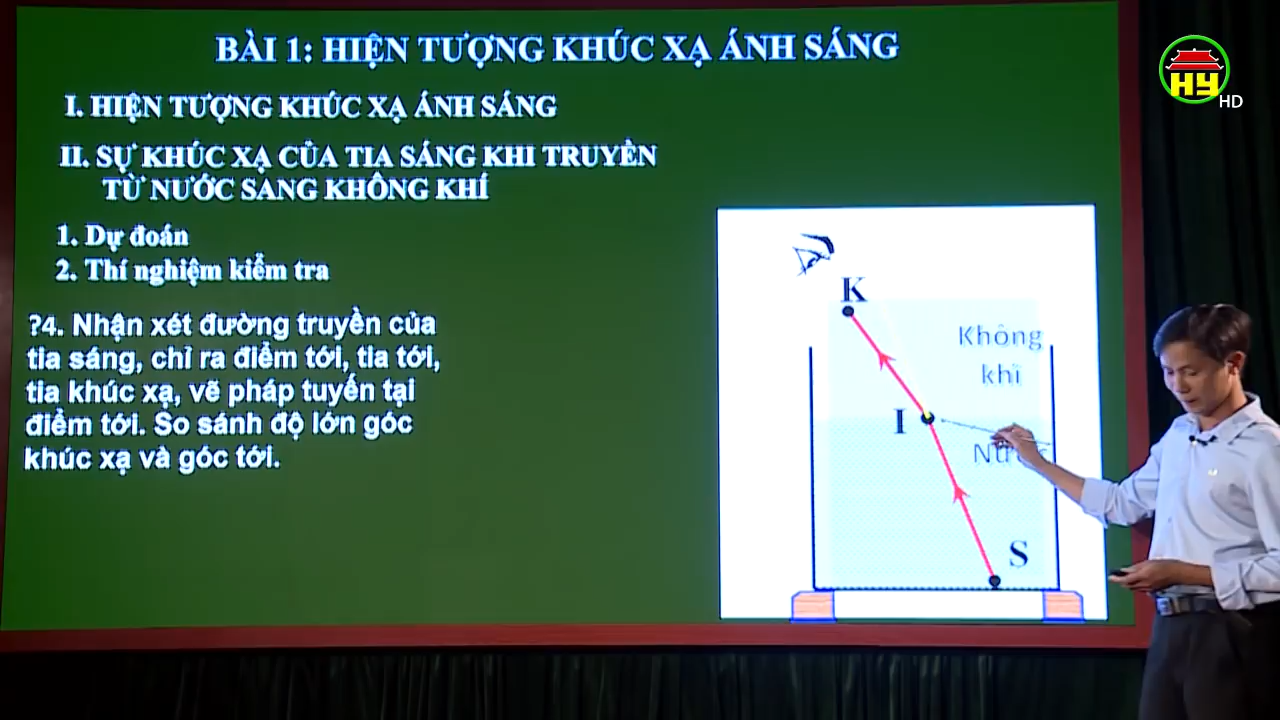 BÀI 1: HIỆN TƯỢNG KHÚC XẠ ÁNH SÁNG
I. HIỆN TƯỢNG KHÚC XẠ ÁNH SÁNG
II. SỰ KHÚC XẠ CỦA TIA SÁNG KHI TRUYỀN
TỪ NƯỚC SANG KHÔNG KHÍ
1. Dự đoán
2. Thí nghiệm kiểm tra
?4. Nhận xét đường truyền của
tia sáng, chỉ ra điểm tới, tia tới,
tia khúc xạ, vẽ pháp tuyến tại
điểm tới. So sánh độ lớn góc
khúc xạ và góc tới.
K
Không
khí
I
Nước
S
HY
HD